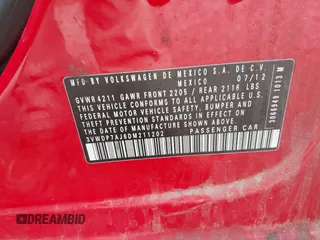 MFD BY VOLKSWAGEN DE MEXICO S.A. DE C.V.
MEXICO 07/12
GVWR4211 GAWR FRONT 2205 / REAR 2116 LBS
THIS VEHICLE CONFORMS TO ALL APPLICABLE
FEDERAL MOTOR VEHICLE SAFETY, BUMPER AND
THEFT PREVENTION STANDARDS IN EFFECT ON
THE DATE OF MANUFACTURE SHOWN ABOVE.
3VWDP7AJ6DM211202 PASSENGER CAR
DREAMBID